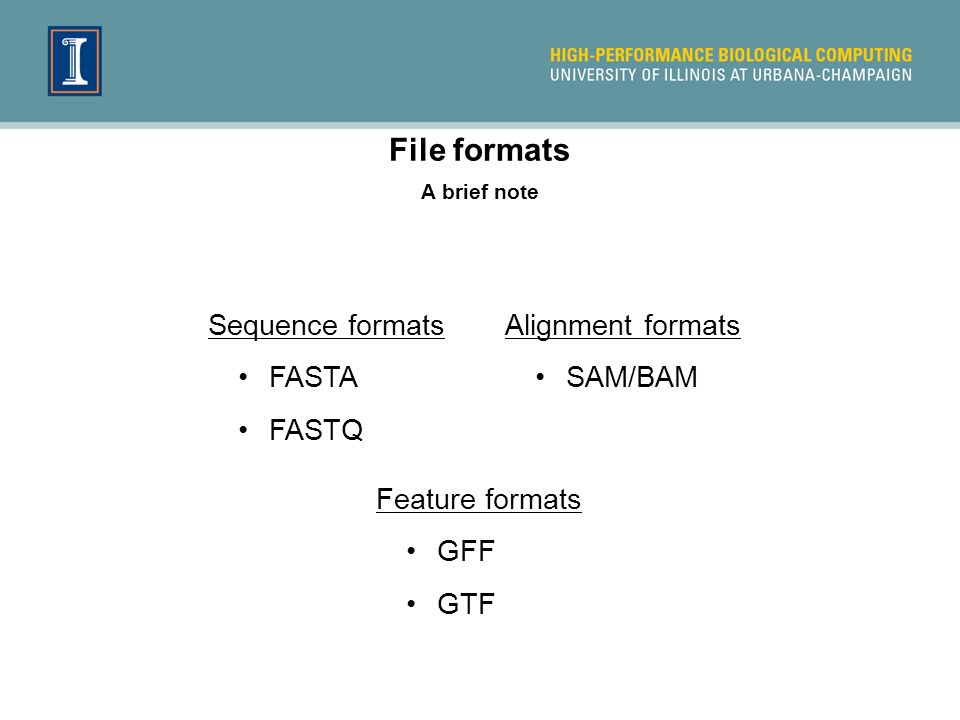 I
HIGH-PERFORMANCE BIOLOGICAL COMPUTING
UNIVERSITY OF ILLINOIS AT URBANA-CHAMPAIGN
File formats
A brief note
Sequence formats
• FASTA
• FASTQ
Alignment formats
• SAM/BAM
Feature formats
• GFF
• GTF